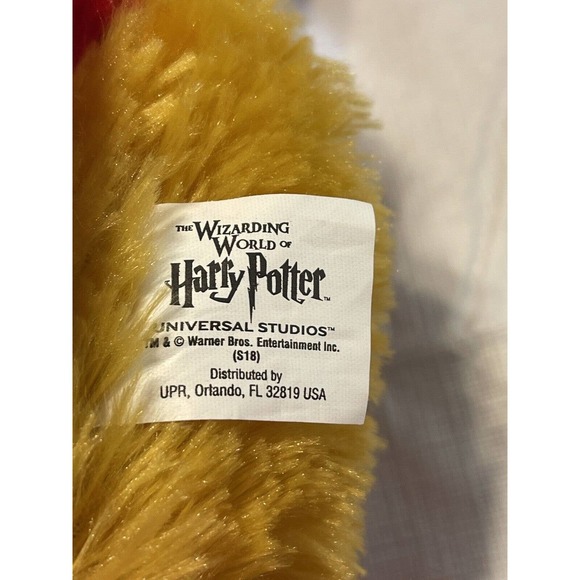 THE WIZARDING
WORLD OF
Harry Potter™
UNIVERSAL STUDIOS™
TM & © Warner Bros. Entertainment Inc.
(S18)
Distributed by
UPR, Orlando, FL 32819 USA